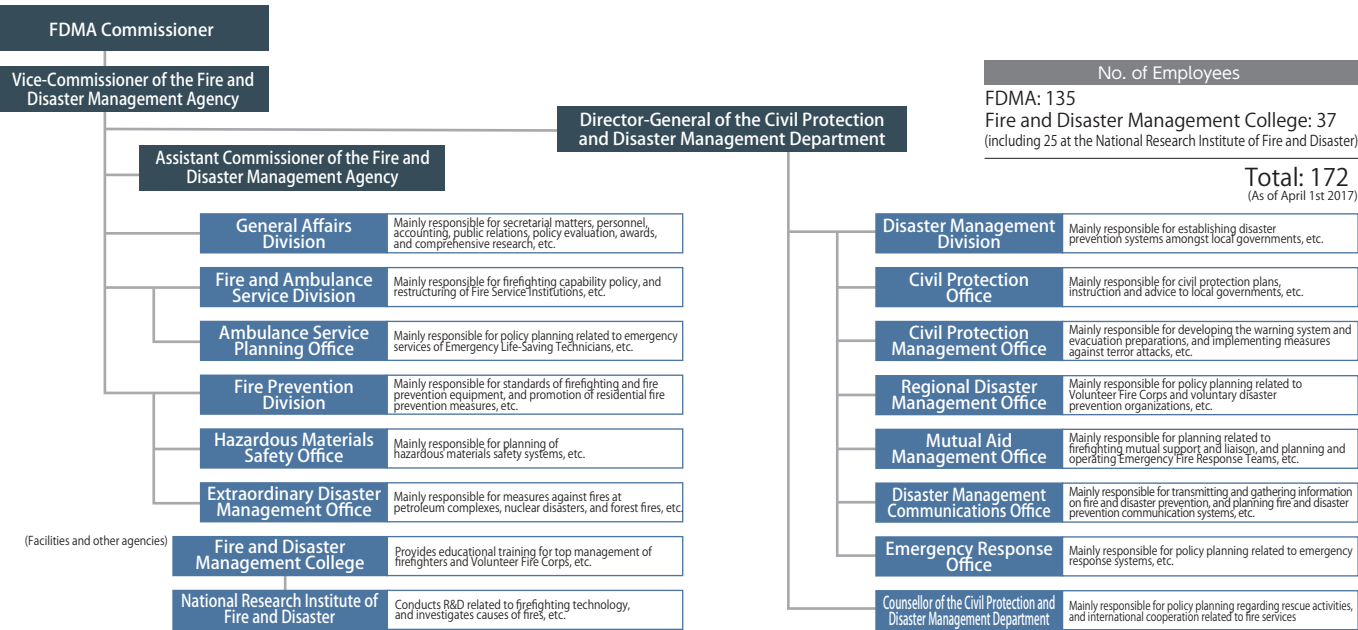 FDMA Commissioner
Vice-Commissioner of the Fire and
Disaster Management Agency
Director-General of the Civil Protection
and Disaster Management Department
Assistant Commissioner of the Fire and
Disaster Management Agency
No. of Employees
FDMA: 135
Fire and Disaster Management College: 37
(including 25 at the National Research Institute of Fire and Disaster)
Total: 172
(As of April 1st 2017)
General Affairs
Division
Mainly responsible for secretarial matters, personnel,
accounting, public relations, policy evaluation, awards,
and comprehensive research, etc.
Fire and Ambulance
Service Division
Mainly responsible for firefighting capability policy, and
restructuring of Fire Service Institutions, etc.
Ambulance Service
Planning Office
Mainly responsible for policy planning related to emergency
services of Emergency Life-Saving Technicians, etc.
Fire Prevention
Division
Mainly responsible for standards of firefighting and fire
prevention equipment, and promotion of residential fire
prevention measures, etc.
Hazardous Materials
Safety Office
Mainly responsible for planning of
hazardous materials safety systems, etc.
Extraordinary Disaster
Management Office
Mainly responsible for measures against fires at
petroleum complexes, nuclear disasters, and forest fires, etc.
(Facilities and other agencies)
Fire and Disaster
Management College
Provides educational training for top management of
firefighters and Volunteer Fire Corps, etc.
National Research Institute of
Fire and Disaster
Conducts R&D related to firefighting technology,
and investigates causes of fires, etc.
Disaster Management
Division
Mainly responsible for establishing disaster
prevention systems amongst local governments, etc.
Civil Protection
Office
Mainly responsible for civil protection plans,
instruction and advice to local governments, etc.
Civil Protection
Management Office
Mainly responsible for developing the warning system and
evacuation preparations, and implementing measures
against terror attacks, etc.
Regional Disaster
Management Office
Mainly responsible for policy planning related to
Volunteer Fire Corps and voluntary disaster
prevention organizations, etc.
Mutual Aid
Management Office
Mainly responsible for planning related to
firefighting mutual support and liaison, and planning and
operating Emergency Fire Response Teams, etc.
Disaster Management
Communications Office
Mainly responsible for transmitting and gathering information
on fire and disaster prevention, and planning fire and disaster
prevention communication systems, etc.
Emergency Response
Office
Mainly responsible for policy planning related to emergency
response systems, etc.
Counsellor of the Civil Protection and
Disaster Management Department
Mainly responsible for policy planning regarding rescue activities,
and international cooperation related to fire services